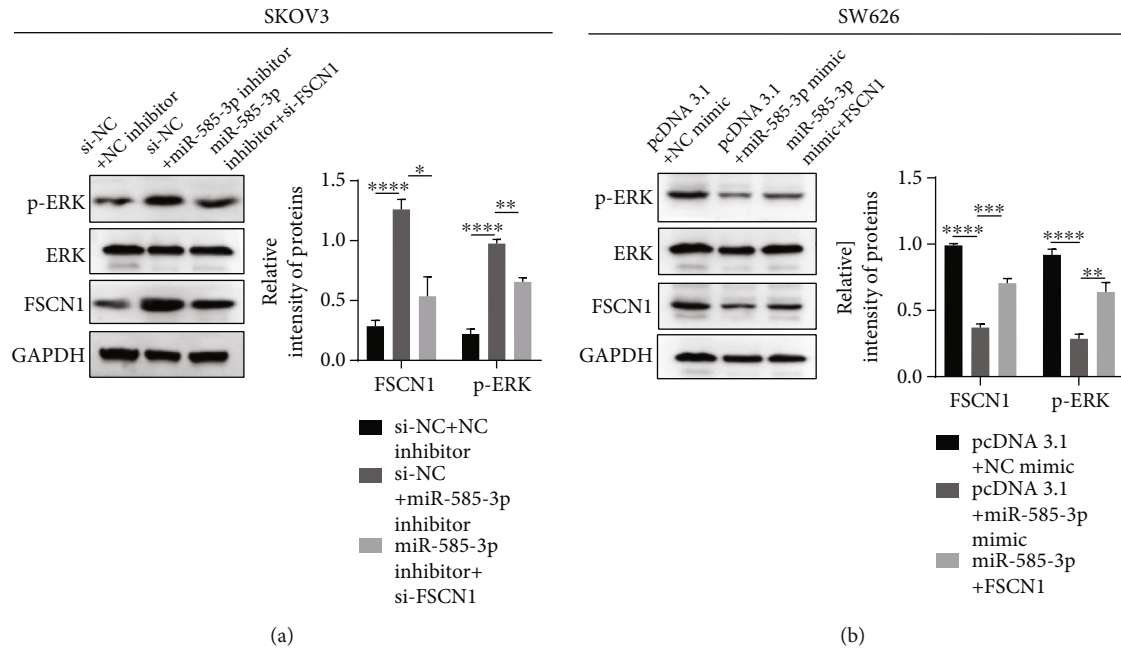 SKOV3
si-NC
+NC inhibitor
si-NC
+miR-585-3p inhibitor
miR-585-3p
inhibitor+si-FSCN1
p-ERK
ERK
FSCN1
GAPDH
Relative
intensity of proteins
1.5
1.0
0.5
0.0
****
*
****
**
FSCN1
p-ERK
si-NC+NC
inhibitor
si-NC
+miR-585-3p
inhibitor
miR-585-3p
inhibitor+
si-FSCN1
(a)
SW626
pcDNA 3.1
+NC mimic
pcDNA 3.1
+miR-585-3p mimic
miR-585-3p
mimic+FSCN1
p-ERK
ERK
FSCN1
GAPDH
Relative]
intensity of proteins
1.5
1.0
0.5
0.0
****
***
****
**
FSCN1
p-ERK
pcDNA 3.1
+NC mimic
pcDNA 3.1
+miR-585-3p
mimic
miR-585-3p
+FSCN1
(b)